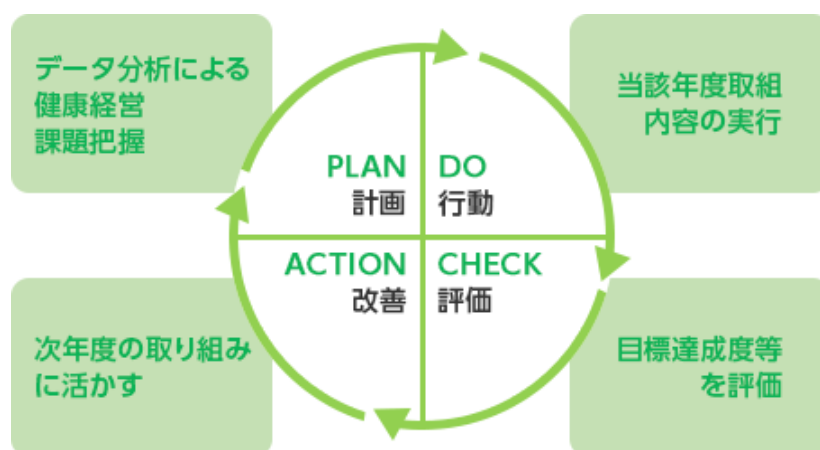 データ分析による
健康経営
課題把握
PLAN
計画
DO
行動
当該年度取組
内容の実行
ACTION
改善
CHECK
評価
次年度の取り組み
に活かす
目標達成度等
を評価